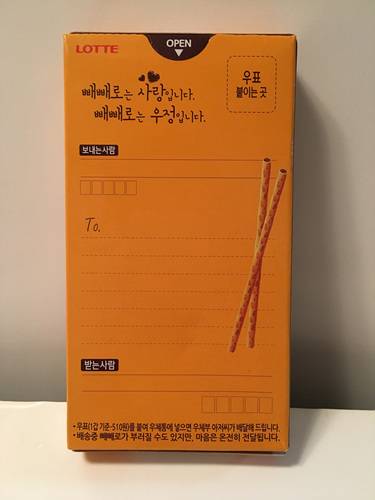 LOTTE
OPEN
우표
붙이는 곳
빼빼로는 사랑입니다.
빼빼로는 우정입니다.
보내는사람
To.
받는사람
• 우표(1갑 기준-510원)를 붙여 우체통에 넣으면 우체부 아저씨가 배달해 드립니다.
• 배송중 빼빼로가 부러질 수도 있지만, 마음은 온전히 전달됩니다.